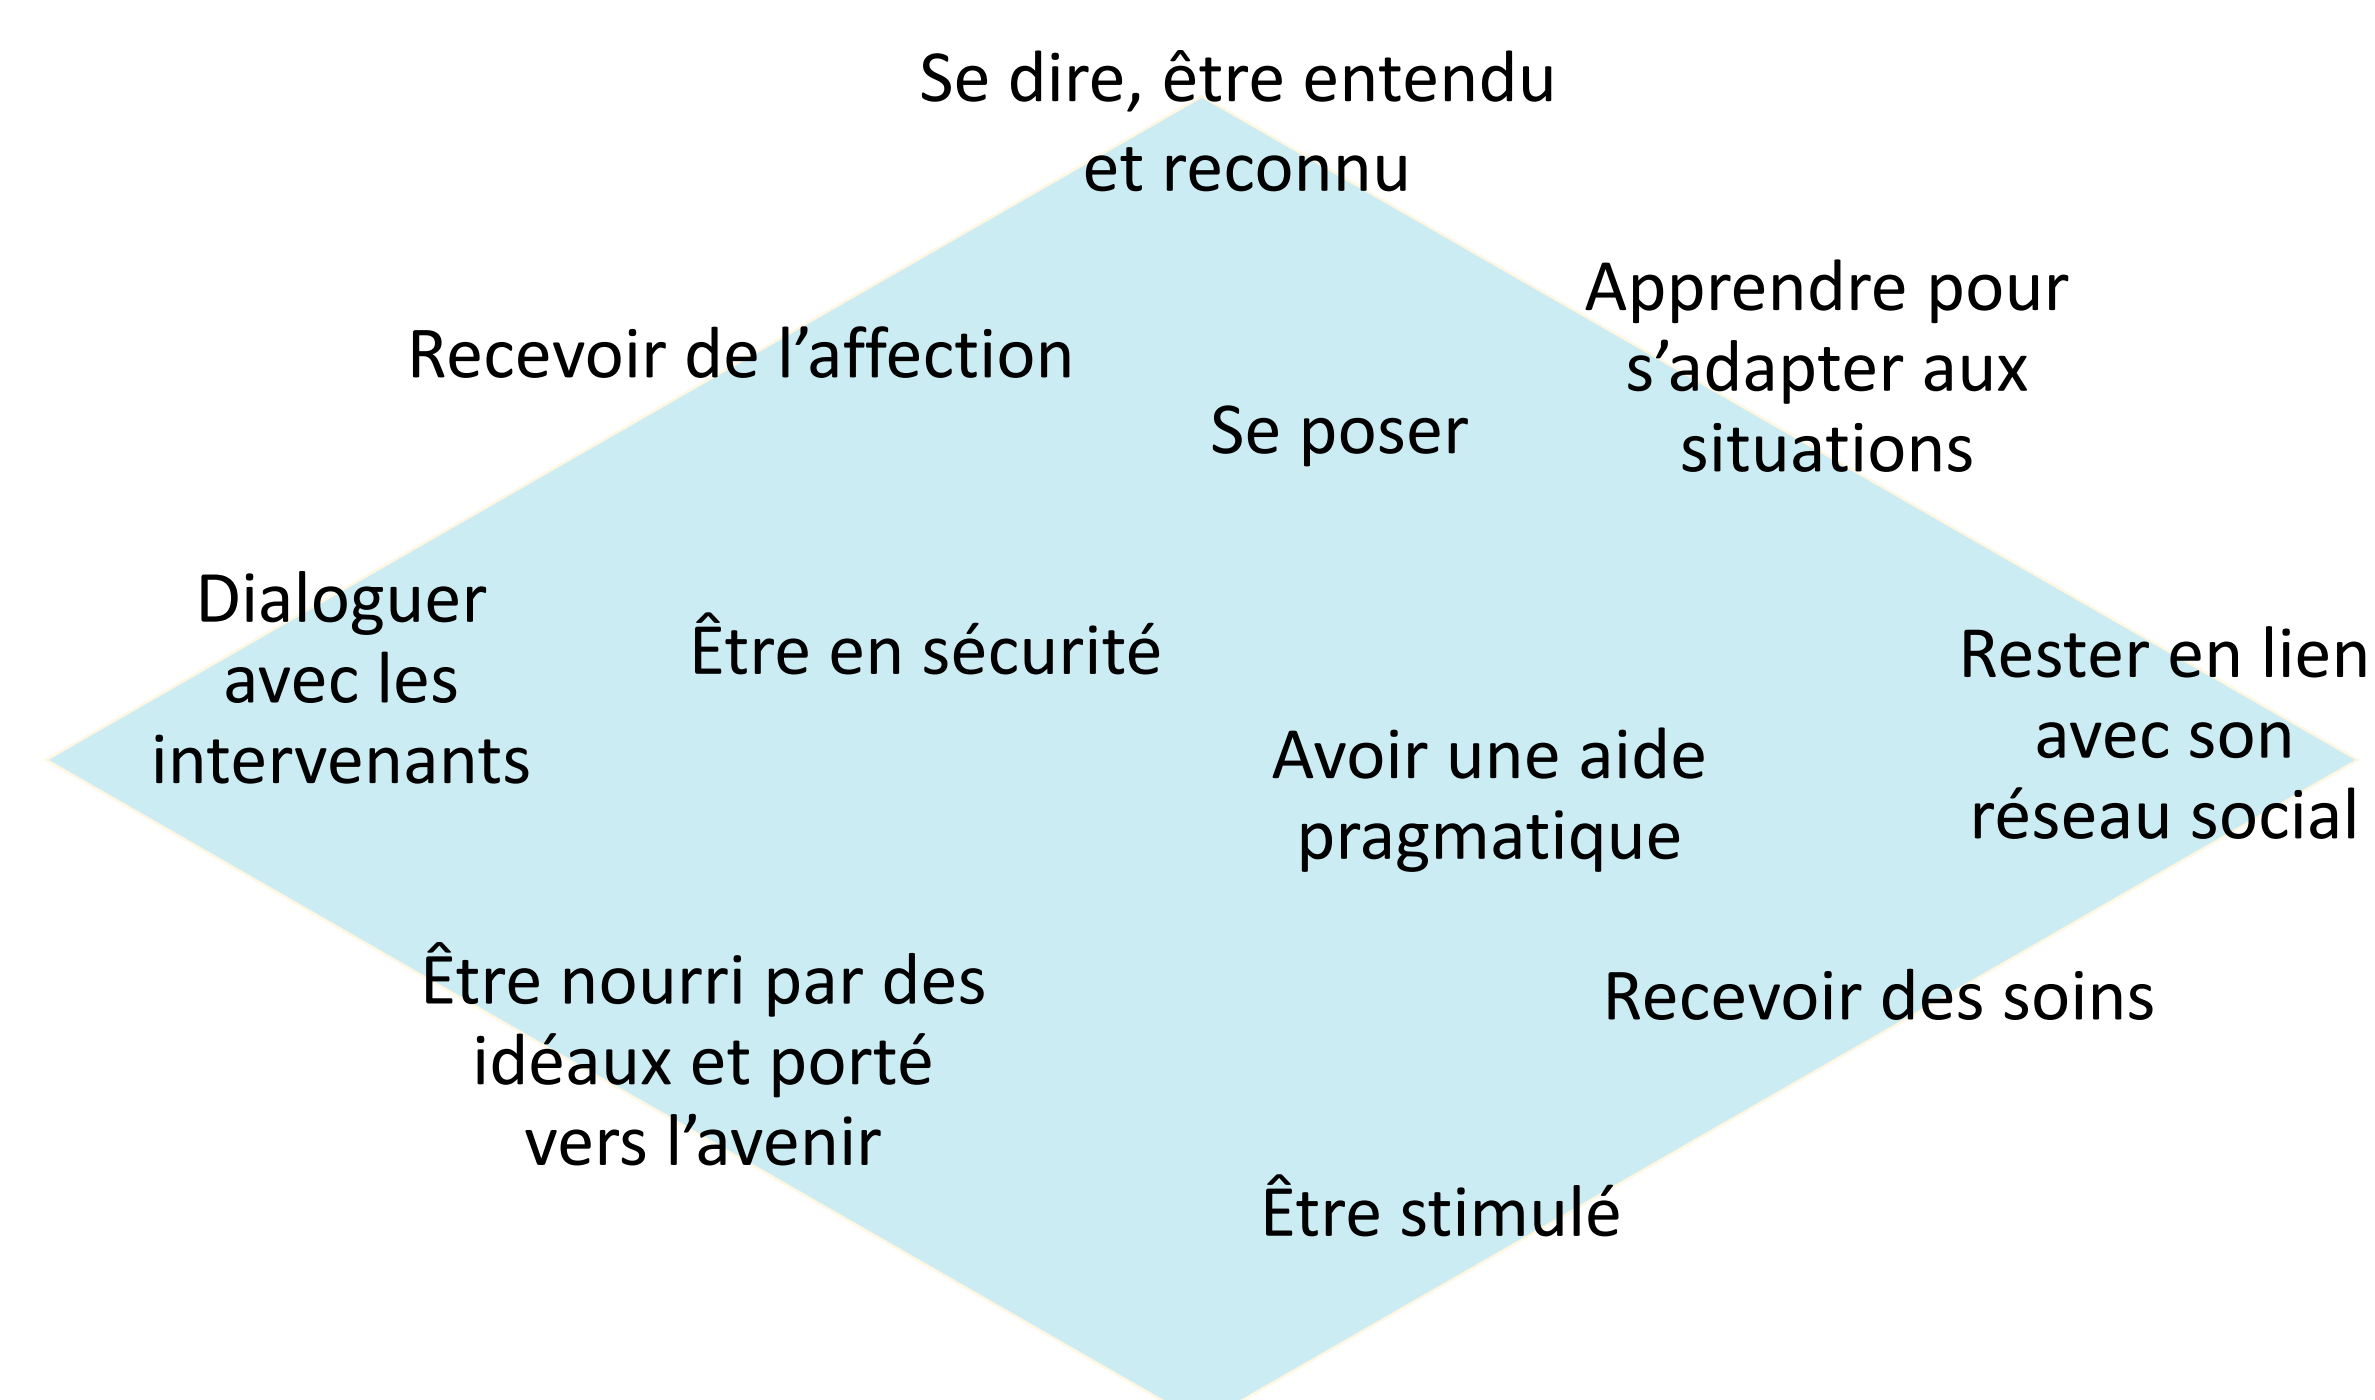 Se dire, être entendu
et reconnu
Apprendre pour
s’adapter aux
situations
Recevoir de l’affection
Se poser
Dialoguer
avec les
intervenants
Être en sécurité
Rester en lien
avec son
réseau social
Avoir une aide
pragmatique
Être nourri par des
idéaux et porté
vers l’avenir
Recevoir des soins
Être stimulé